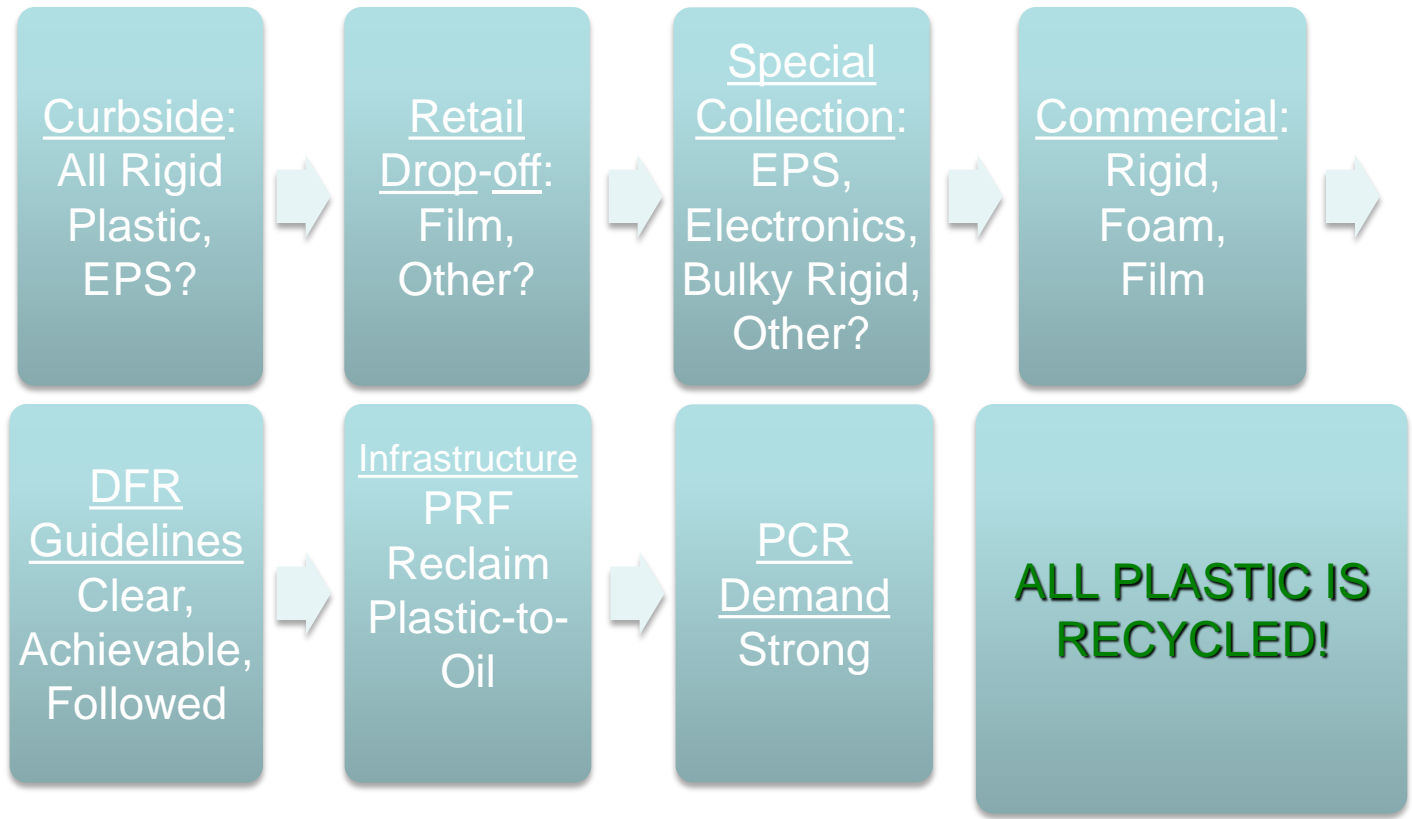 Curbside:
All Rigid
Plastic,
EPS?
Retail
Drop-off:
Film,
Other?
Special
Collection:
EPS,
Electronics,
Bulky Rigid,
Other?
Commercial:
Rigid,
Foam,
Film
DFR
Guidelines
Clear,
Achievable,
Followed
Infrastructure
PRF
Reclaim
Plastic-to-
Oil
PCR
Demand
Strong
ALL PLASTIC IS
RECYCLED!